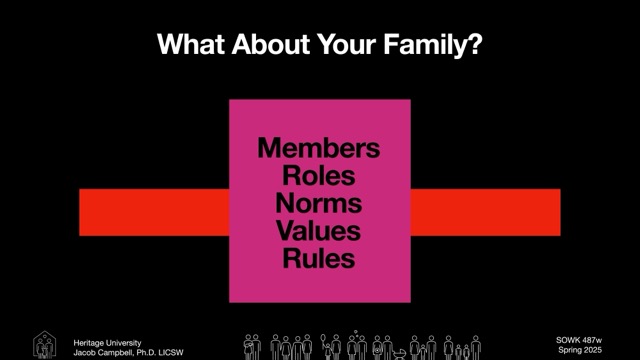 What About Your Family?
Members
Roles
Norms
Values
Rules
Heritage University
Jacob Campbell, Ph.D. LICSW
SOWK 487w
Spring 2025